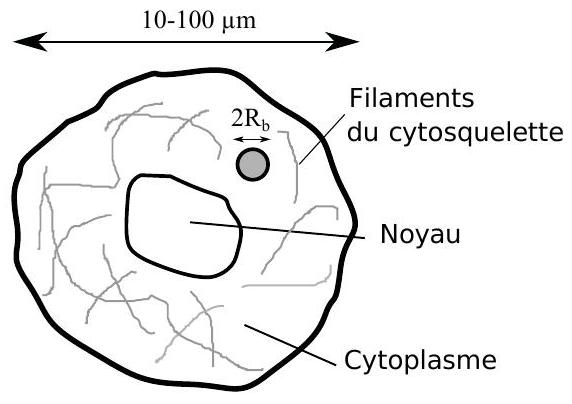 10-100 µm
Filaments
du cytosquelette
2R_b
Noyau
Cytoplasme